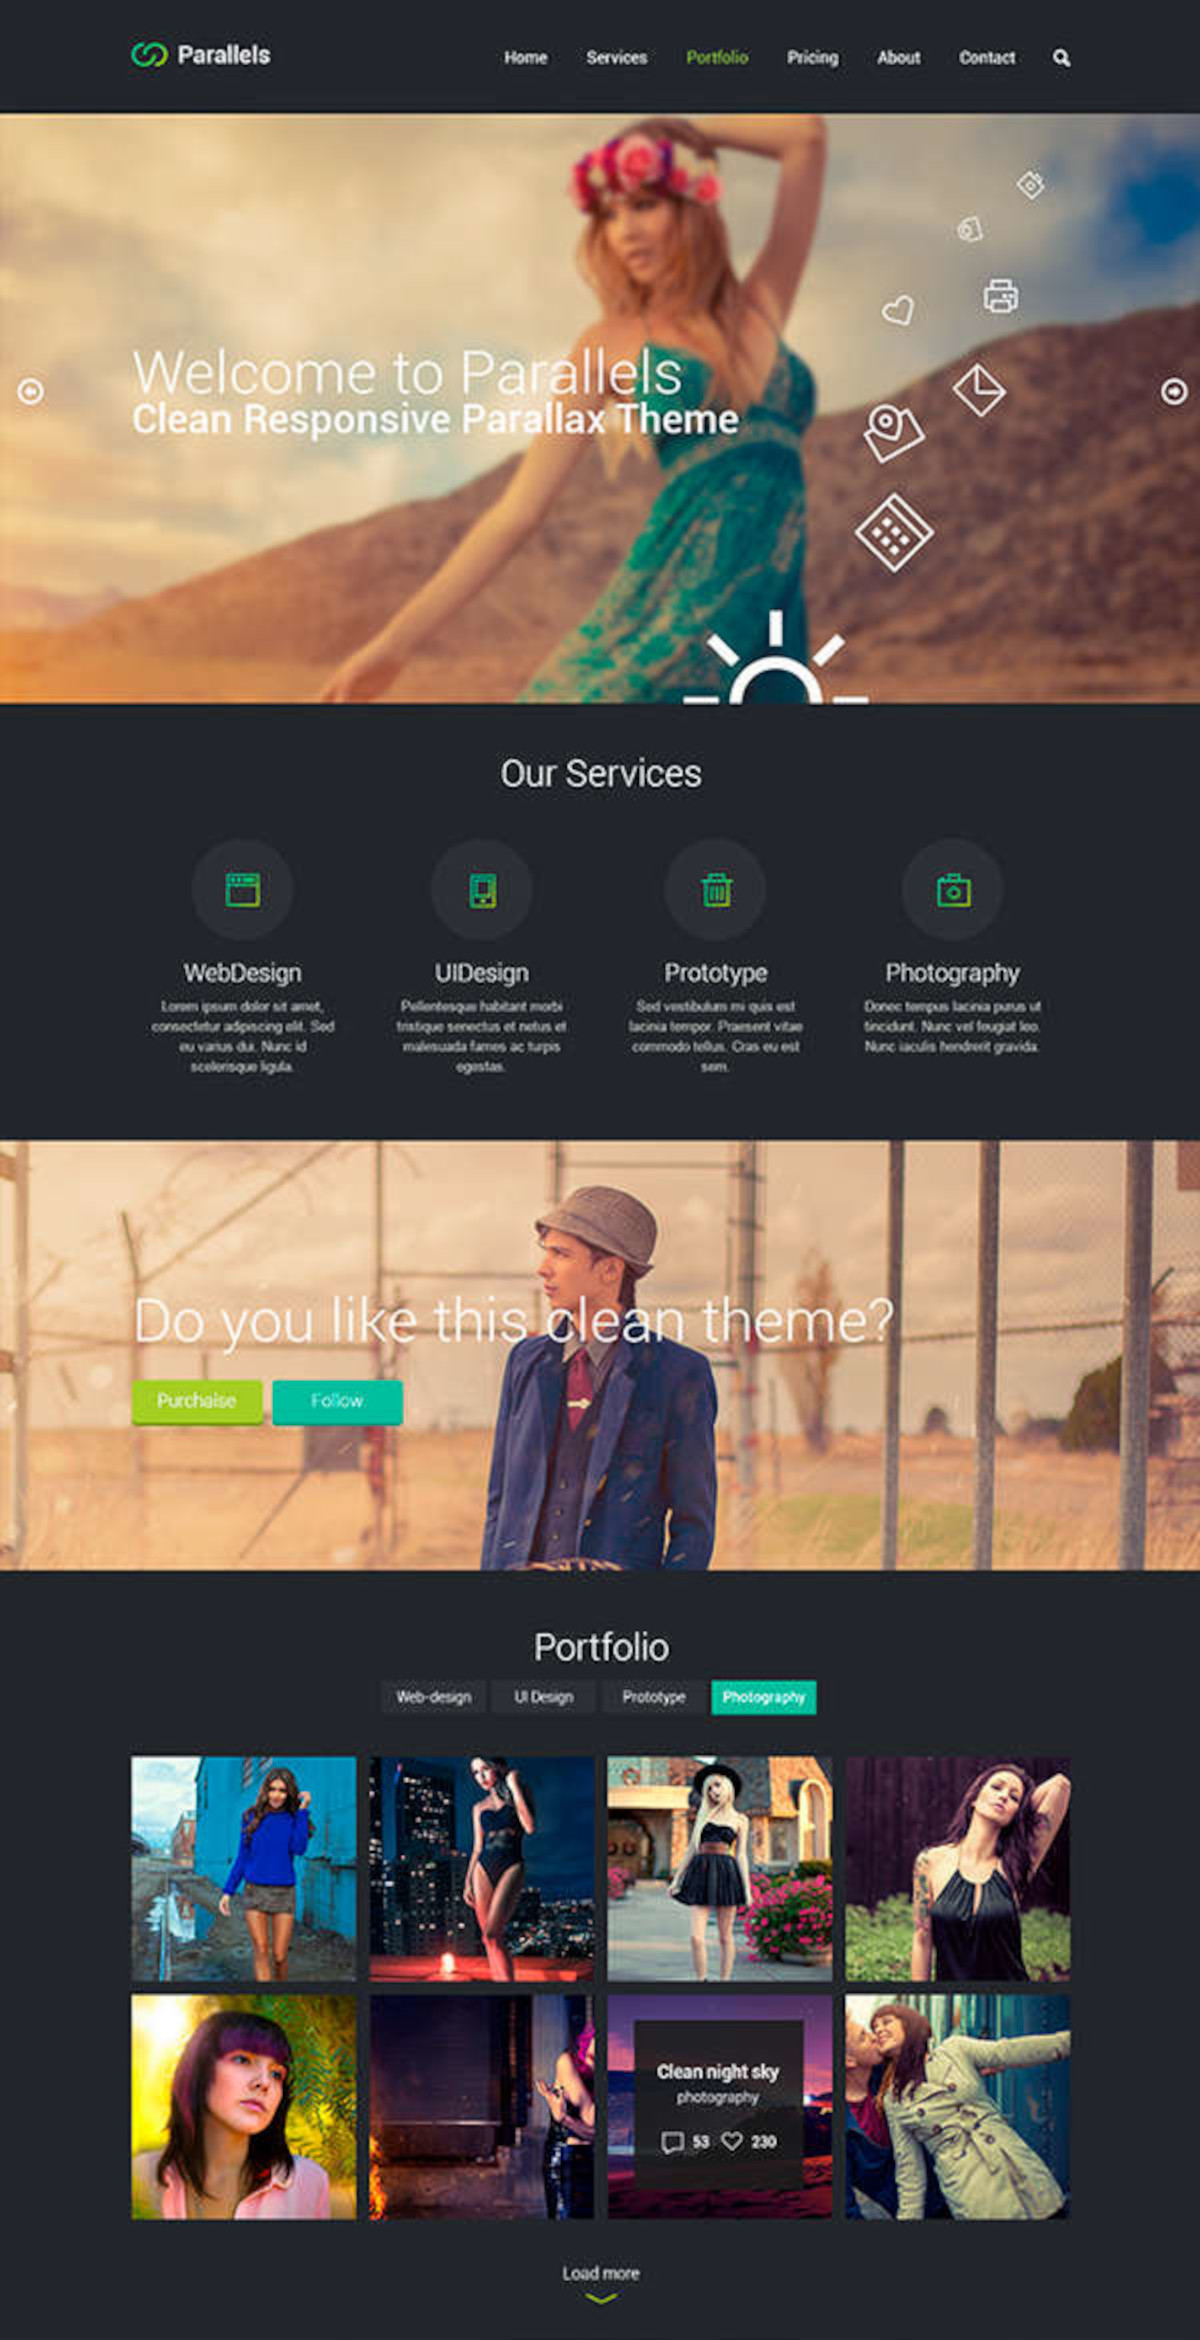 Parallels
Home Services Portfolio Pricing About Contact
Welcome to Parallels
Clean Responsive Parallax Theme
Our Services
WebDesign
Lorem ipsum dolor sit amet,
consectetur adipiscing elit. Sed
eu varius dui. Nunc id
scelerisque ligula.
UIDesign
Pellentesque habitant morbi
tristique senectus et netus et
malesuada fames ac turpis
egestas.
Prototype
Sed vestibulum mi quis est
lacinia tempor. Praesent vitae
commodo tellus. Cras eu est
sem.
Photography
Donec tempus lacinia purus ut
tincidunt. Nunc vel feugiat leo.
Nunc iaculis hendrerit gravida.
Do you like this clean theme?
Purchaise Follow
Portfolio
Web-design UI Design Prototype Photography
Clean night sky
photography
53 230
Load more